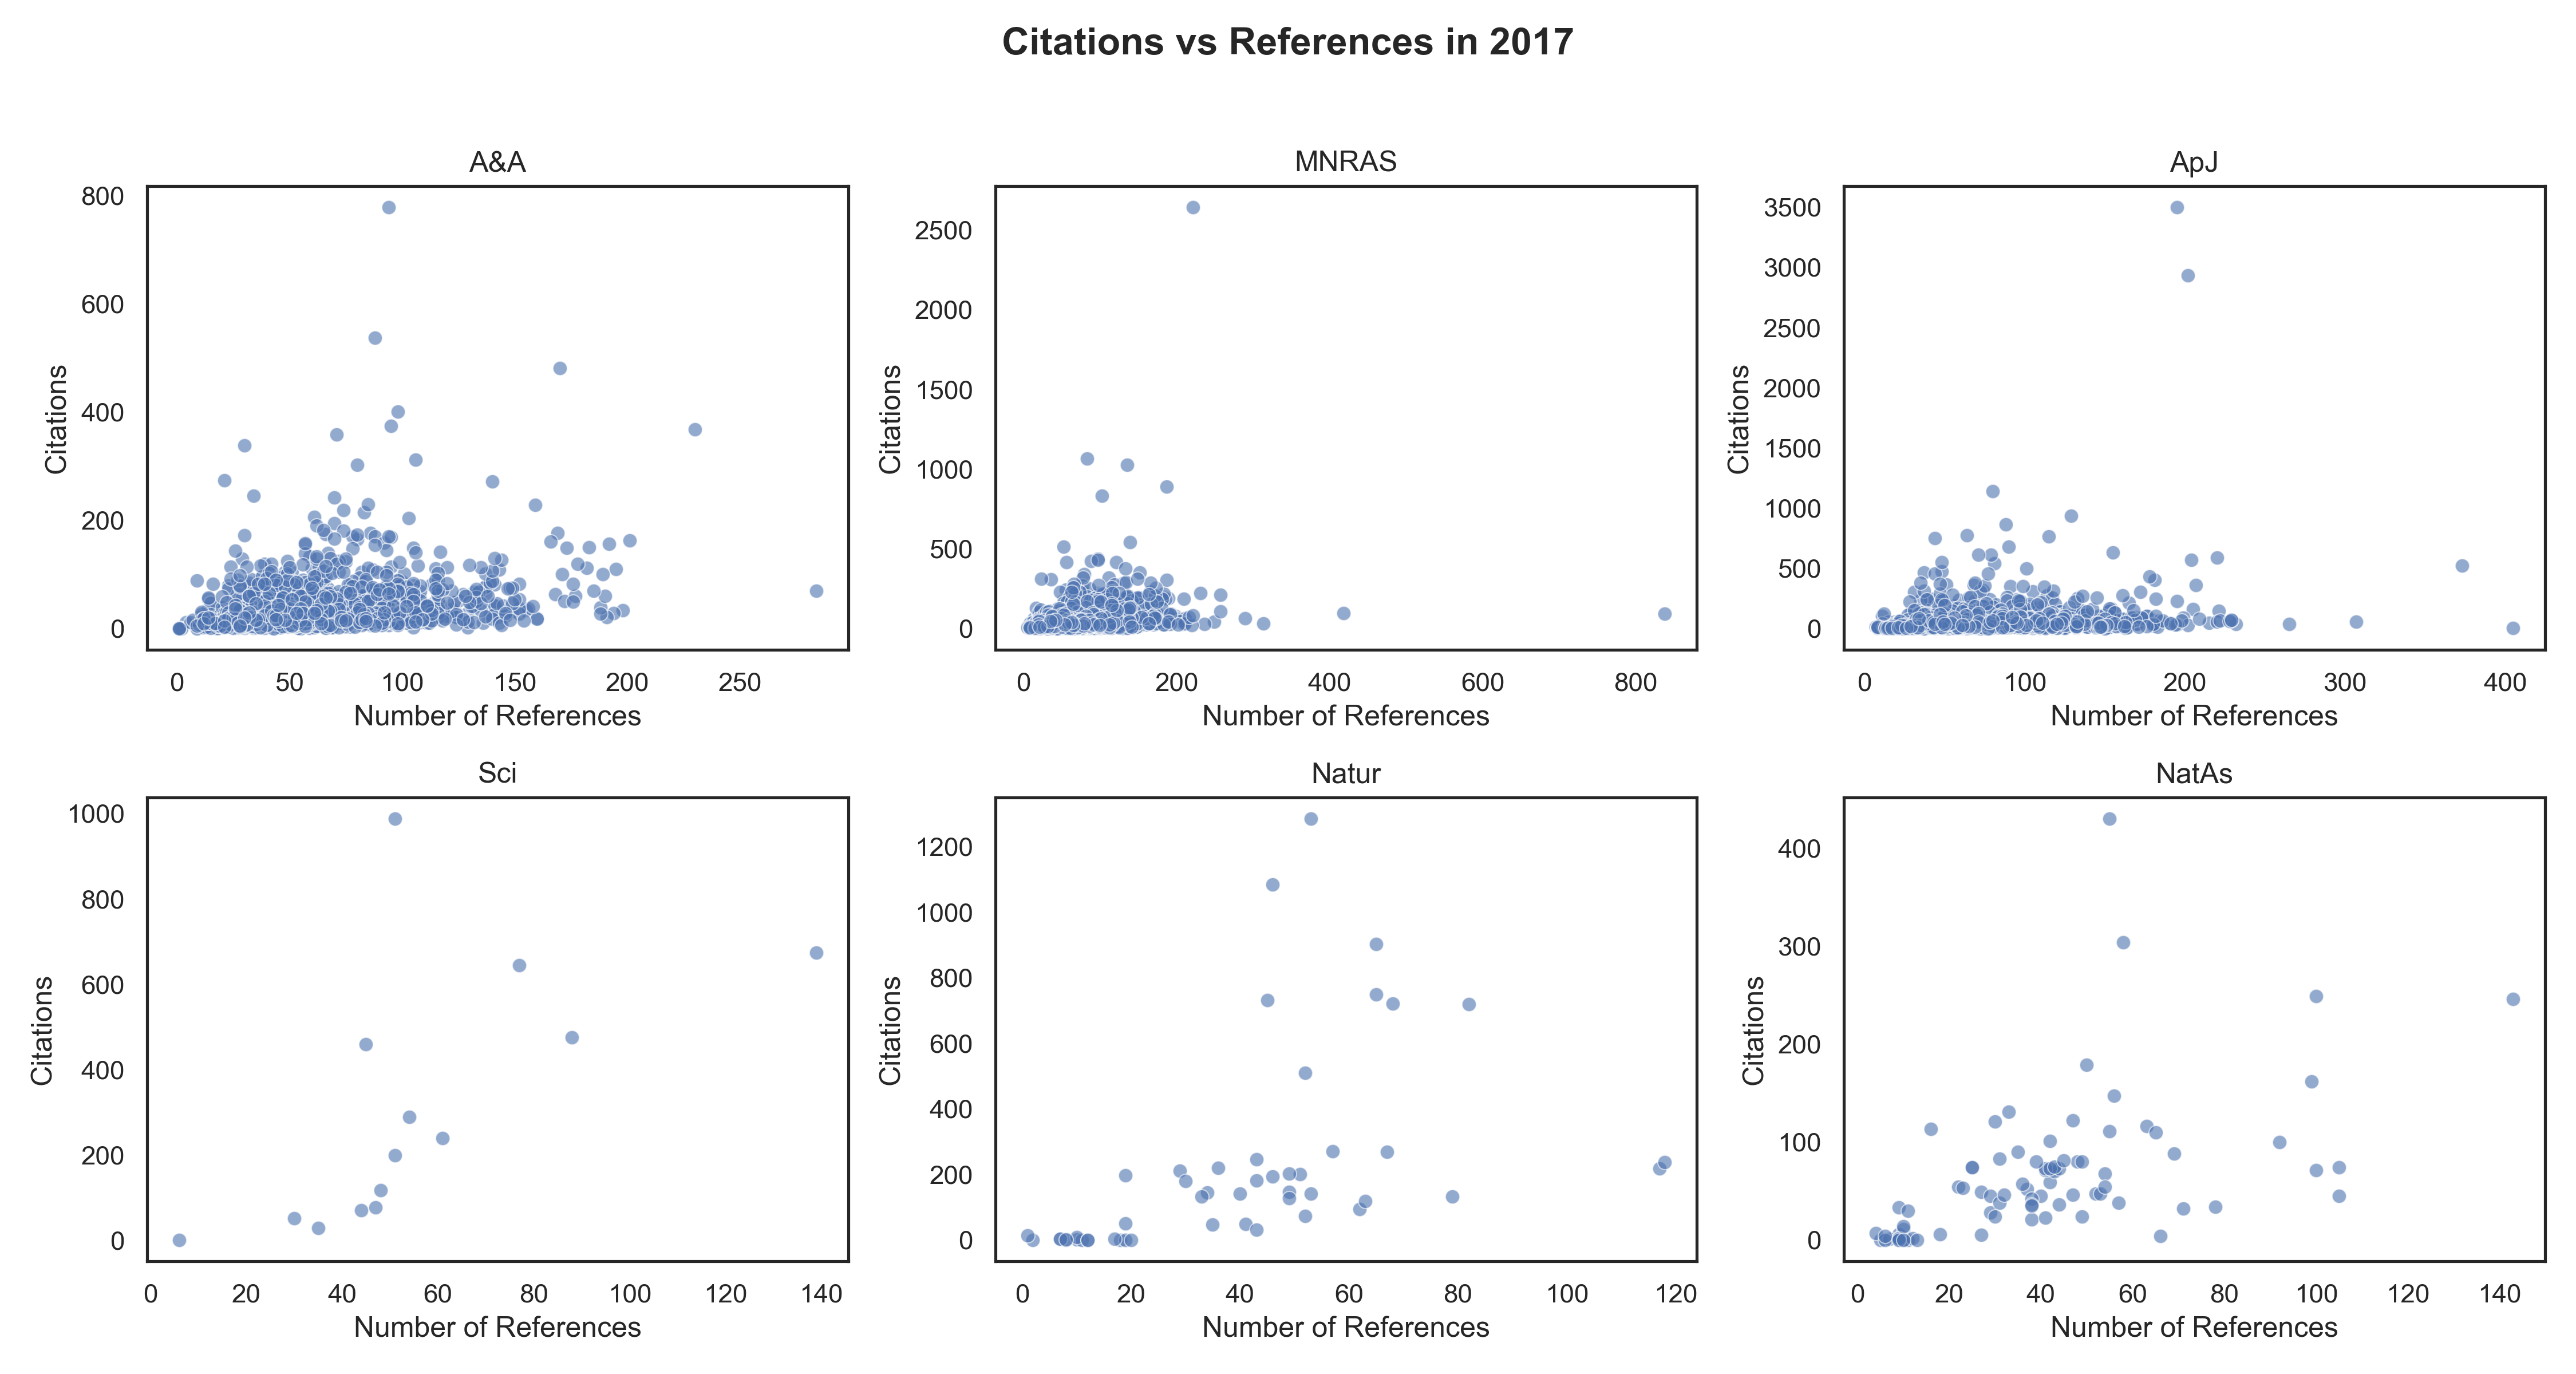 Citations vs References in 2017
A&A
800
600
400
200
0
Citations
0 50 100 150 200 250
Number of References
MNRAS
2500
2000
1500
1000
500
0
Citations
0 200 400 600 800
Number of References
ApJ
3500
3000
2500
2000
1500
1000
500
0
Citations
0 100 200 300 400
Number of References
Sci
1000
800
600
400
200
0
Citations
0 20 40 60 80 100 120 140
Number of References
Natur
1200
1000
800
600
400
200
0
Citations
0 20 40 60 80 100 120
Number of References
NatAs
400
300
200
100
0
Citations
0 20 40 60 80 100 120 140
Number of References